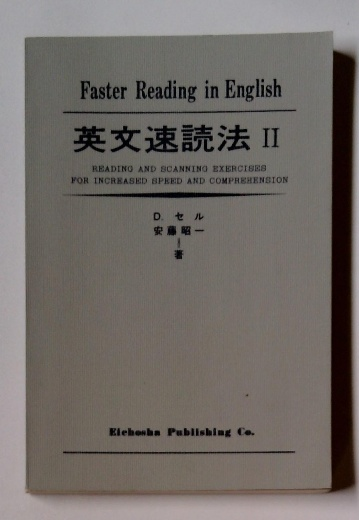 Faster Reading in English
英文速読法 II
READING AND SCANNING EXERCISES
FOR INCREASED SPEED AND COMPREHENSION
D. セル
安藤昭一
||
著
Eichosha Publishing Co.